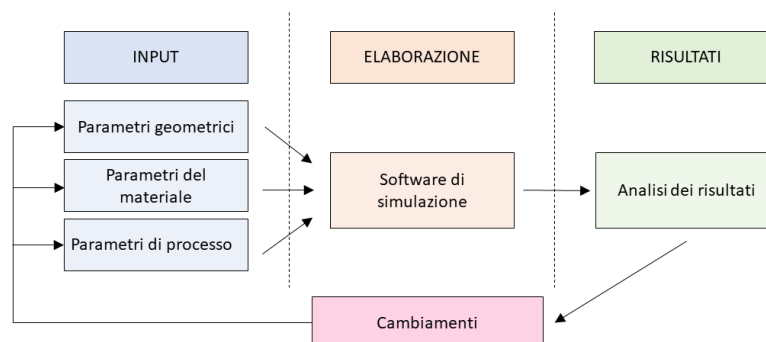 INPUT
ELABORAZIONE
RISULTATI
Parametri geometrici
Parametri del
materiale
Parametri di processo
Software di
simulazione
Analisi dei risultati
Cambiamenti